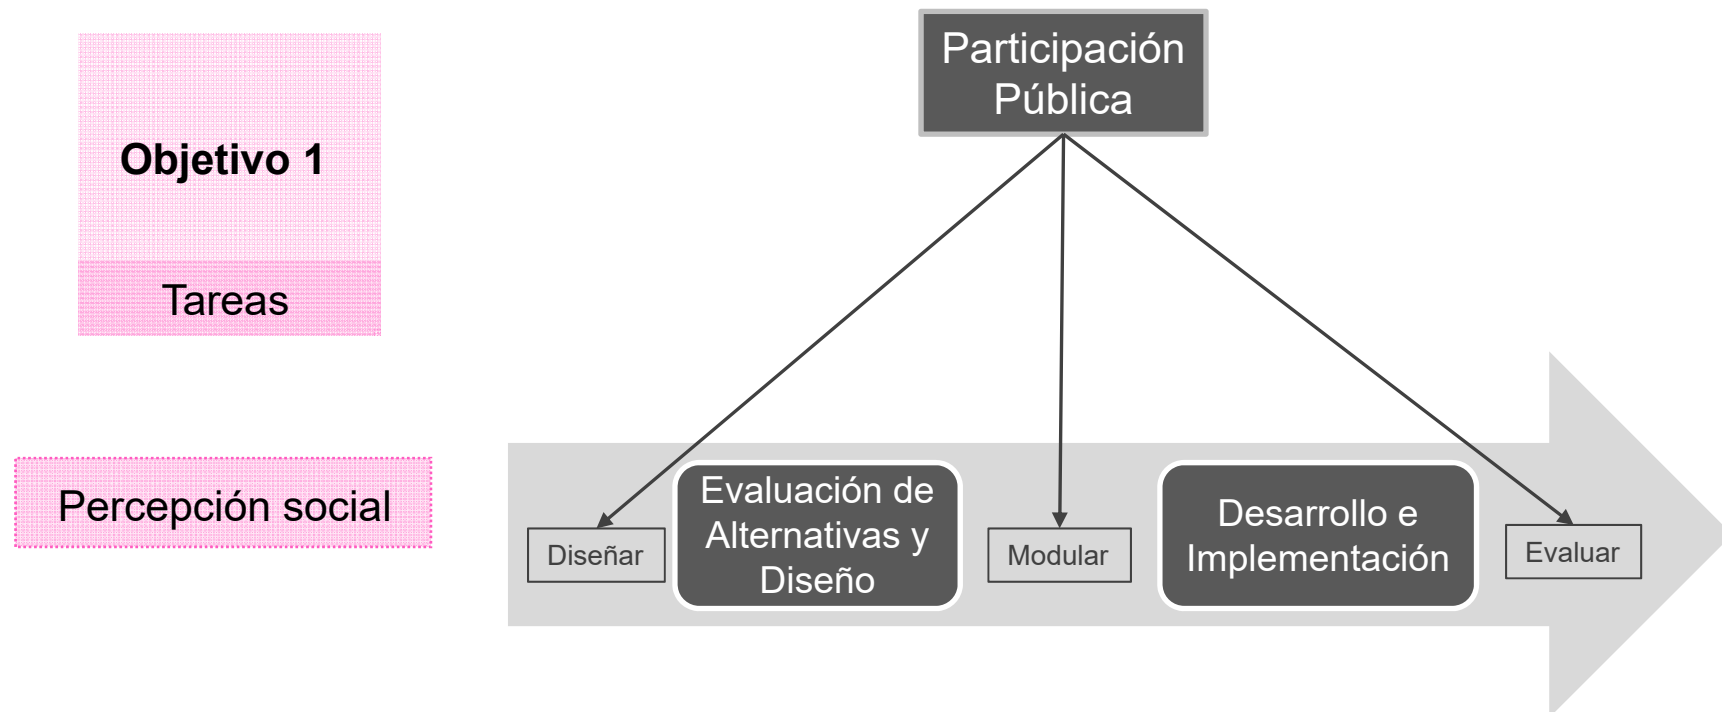 Objetivo 1
Tareas
Percepción social
Participación
Pública
Diseñar
Evaluación de
Alternativas y
Diseño
Modular
Desarrollo e
Implementación
Evaluar